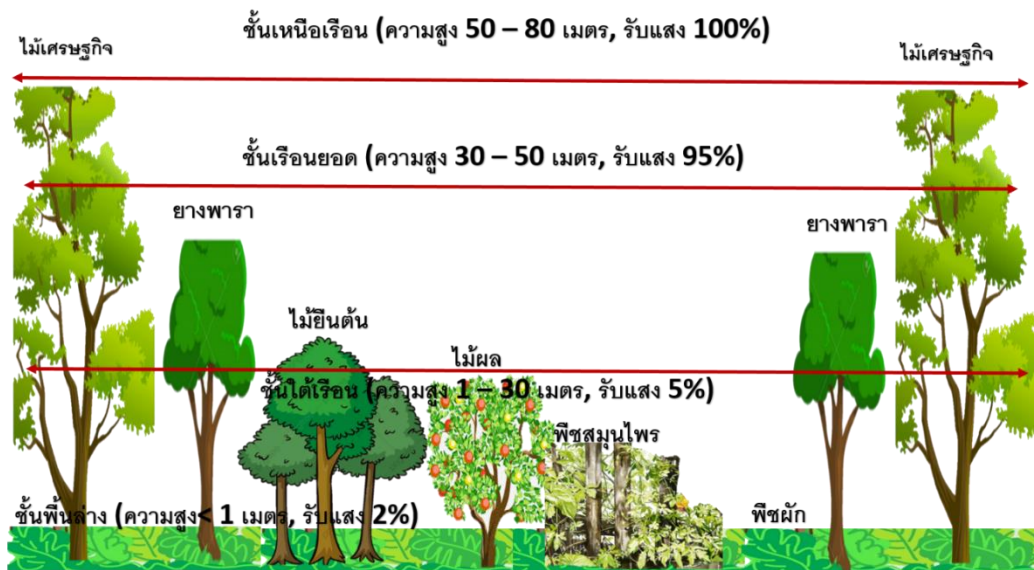 ชั้นเหนือเรือน (ความสูง 50 – 80 เมตร, รับแสง 100%)
ไม้เศรษฐกิจ
ไม้เศรษฐกิจ
ชั้นเรือนยอด (ความสูง 30 – 50 เมตร, รับแสง 95%)
ยางพารา
ยางพารา
ไม้ยืนต้น
ไม้ผล
ชั้นใต้เรือน (ความสูง 1 – 30 เมตร, รับแสง 5%)
พืชสมุนไพร
ชั้นพื้นล่าง (ความสูง< 1 เมตร, รับแสง 2%)
พืชผัก